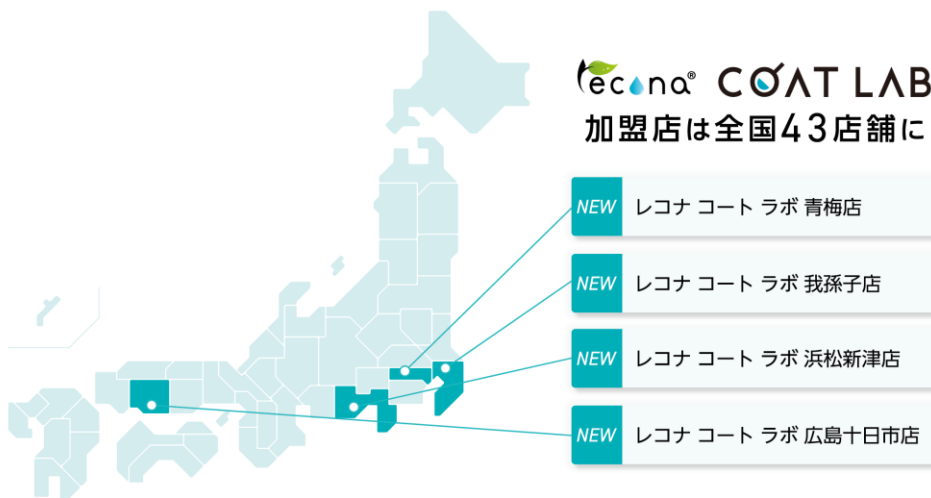 recona® COAT LAB
加盟店は全国43店舗に
NEW レコナ コート ラボ 青梅店
NEW レコナ コート ラボ 我孫子店
NEW レコナ コート ラボ 浜松新津店
NEW レコナ コート ラボ 広島十日市店